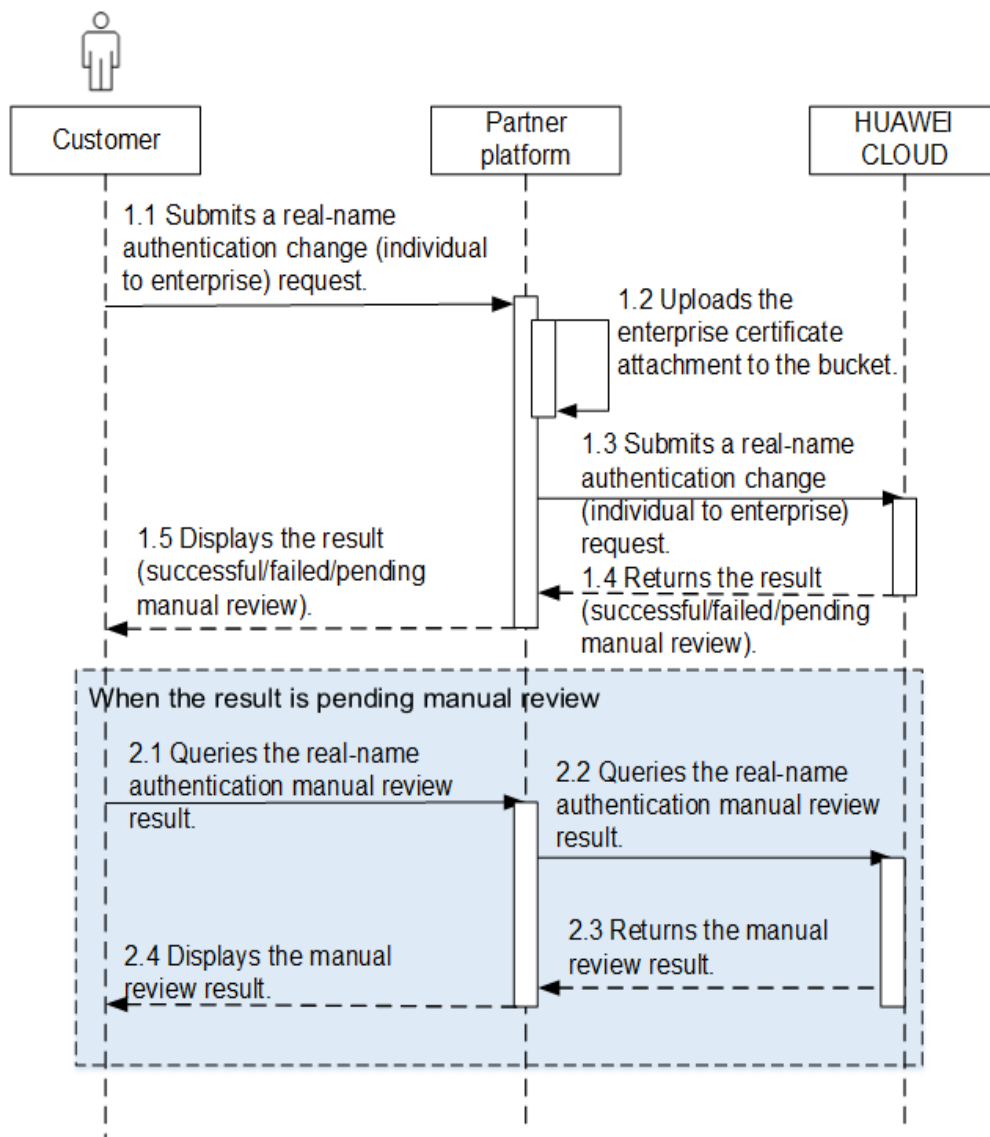 Customer
Partner
platform
HUAWEI
CLOUD
1.1 Submits a real-name
authentication change (individual
to enterprise) request.
1.2 Uploads the
enterprise certificate
attachment to the bucket.
1.3 Submits a real-name
authentication change
(individual to enterprise)
request.
1.4 Returns the result
(successful/failed/pending
manual review).
1.5 Displays the result
(successful/failed/pending
manual review).
When the result is pending manual review
2.1 Queries the real-name
authentication manual review
result.
2.2 Queries the real-name
authentication manual review
result.
2.3 Returns the manual
review result.
2.4 Displays the manual
review result.